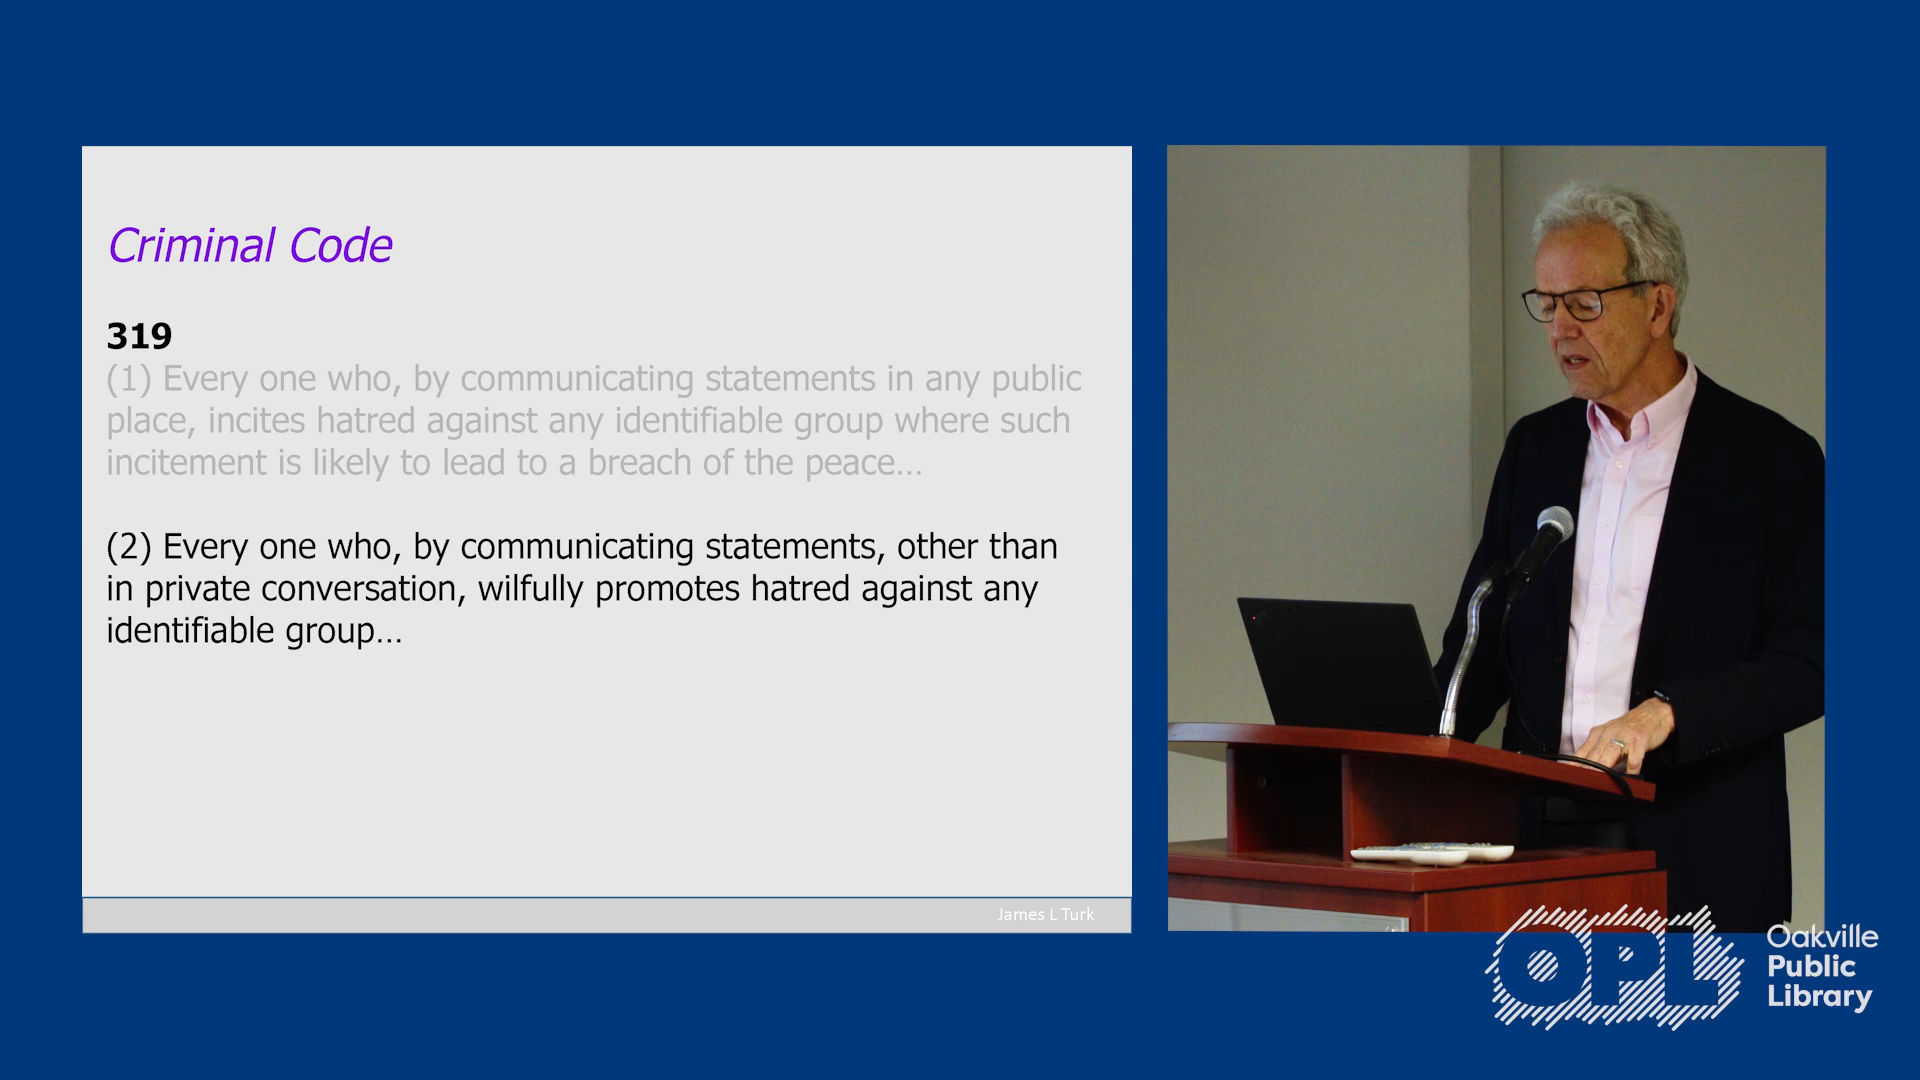 Criminal Code
319
(1) Every one who, by communicating statements in any public
place, incites hatred against any identifiable group where such
incitement is likely to lead to a breach of the peace…
(2) Every one who, by communicating statements, other than
in private conversation, wilfully promotes hatred against any
identifiable group…
James L Turk
OPL
Oakville
Public
Library